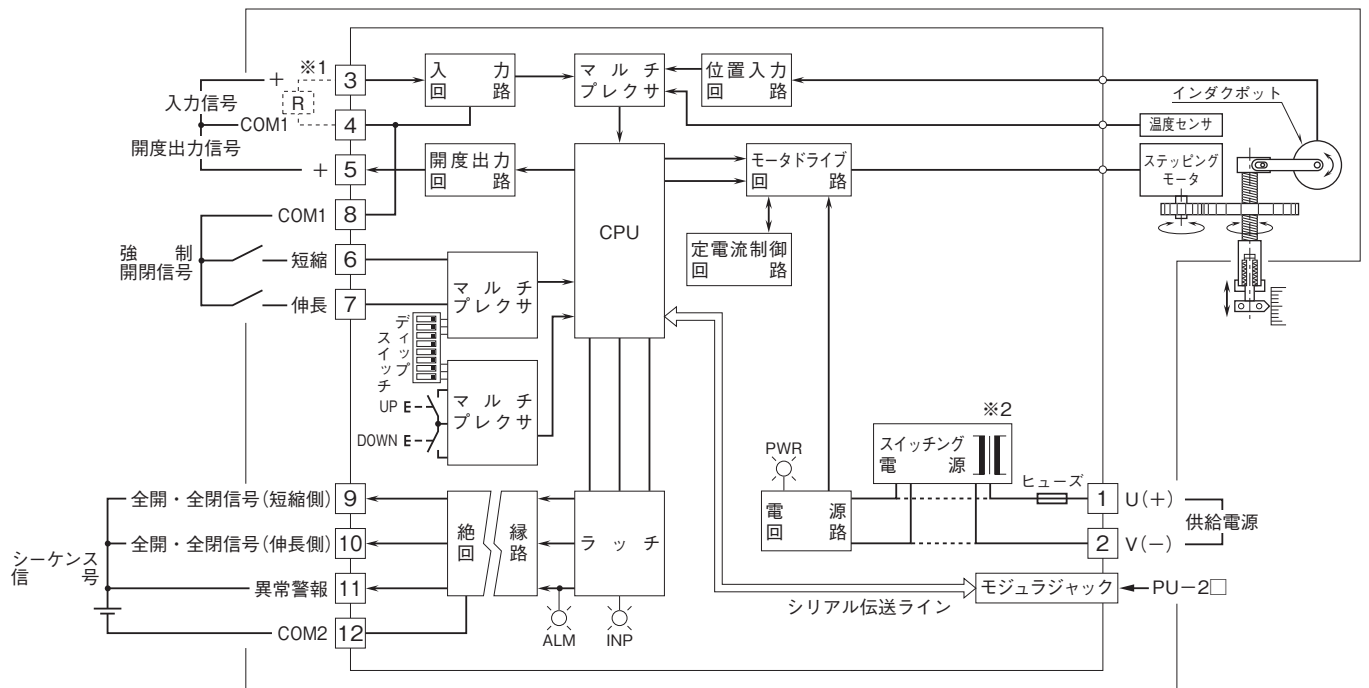 ※1
+
3
入力
回路
マルチ
プレクサ
位置入力
回路
インダクポット
入力信号
R
COM1
4
温度センサ
開度出力信号
+
5
開度出力
回路
CPU
モータドライブ
回路
ステッピング
モータ
COM1
8
強制
開閉信号
短縮
6
マルチ
プレクサ
定電流制御
回路
伸長
7
ディップ
スイッチ
マルチ
プレクサ
UP
DOWN
※2
スイッチング
電源
PWR
ヒューズ
全開・全閉信号(短縮側)
9
絶縁
回路
ラッチ
電源
回路
1
U(+)
供給電源
全開・全閉信号(伸長側)
10
2
V(−)
シーケンス
信号
異常警報
11
シリアル伝送ライン
モジュラジャック
PU−2□
COM2
12
ALM
INP